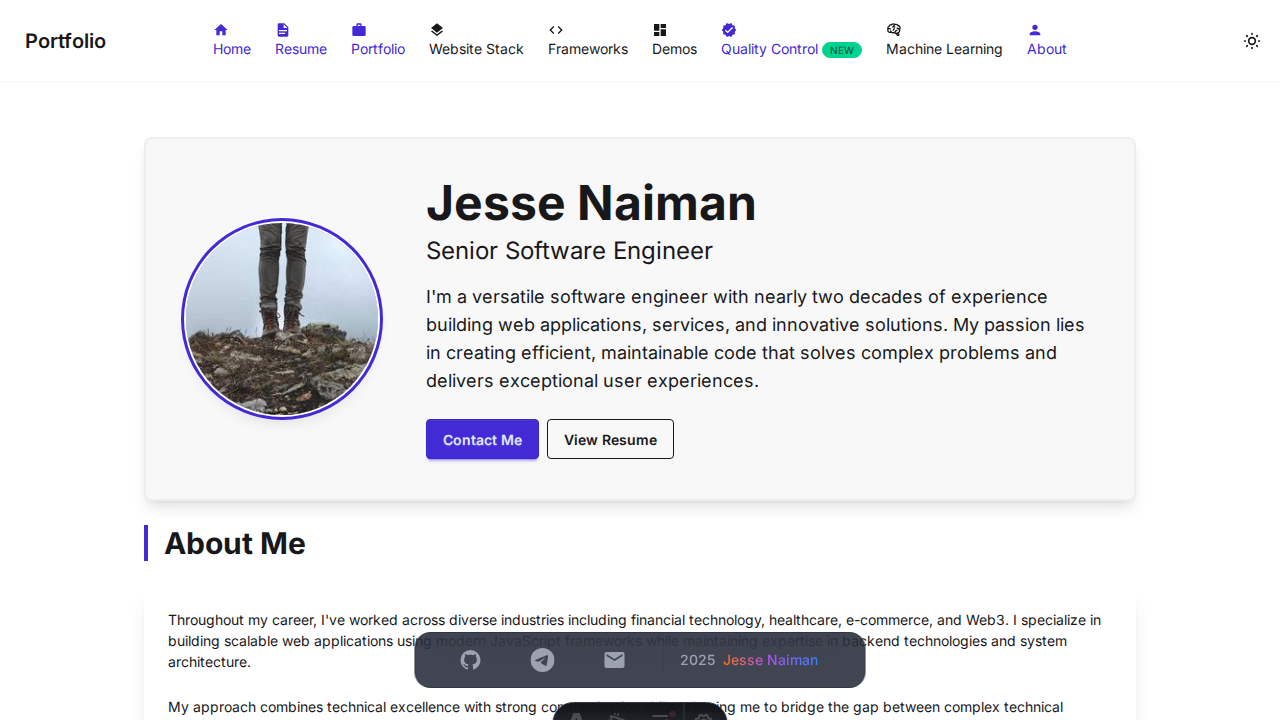 Portfolio
Home
Resume
Portfolio
Website Stack
Frameworks
Demos
Quality Control NEW
Machine Learning
About
Jesse Naiman
Senior Software Engineer
I'm a versatile software engineer with nearly two decades of experience
building web applications, services, and innovative solutions. My passion lies
in creating efficient, maintainable code that solves complex problems and
delivers exceptional user experiences.
Contact Me
View Resume
About Me
Throughout my career, I've worked across diverse industries including financial technology, healthcare, e-commerce, and Web3. I specialize in
building scalable web applications using modern JavaScript frameworks while maintaining expertise in backend technologies and system
architecture.
2025 Jesse Naiman
My approach combines technical excellence with strong me to bridge the gap between complex technical